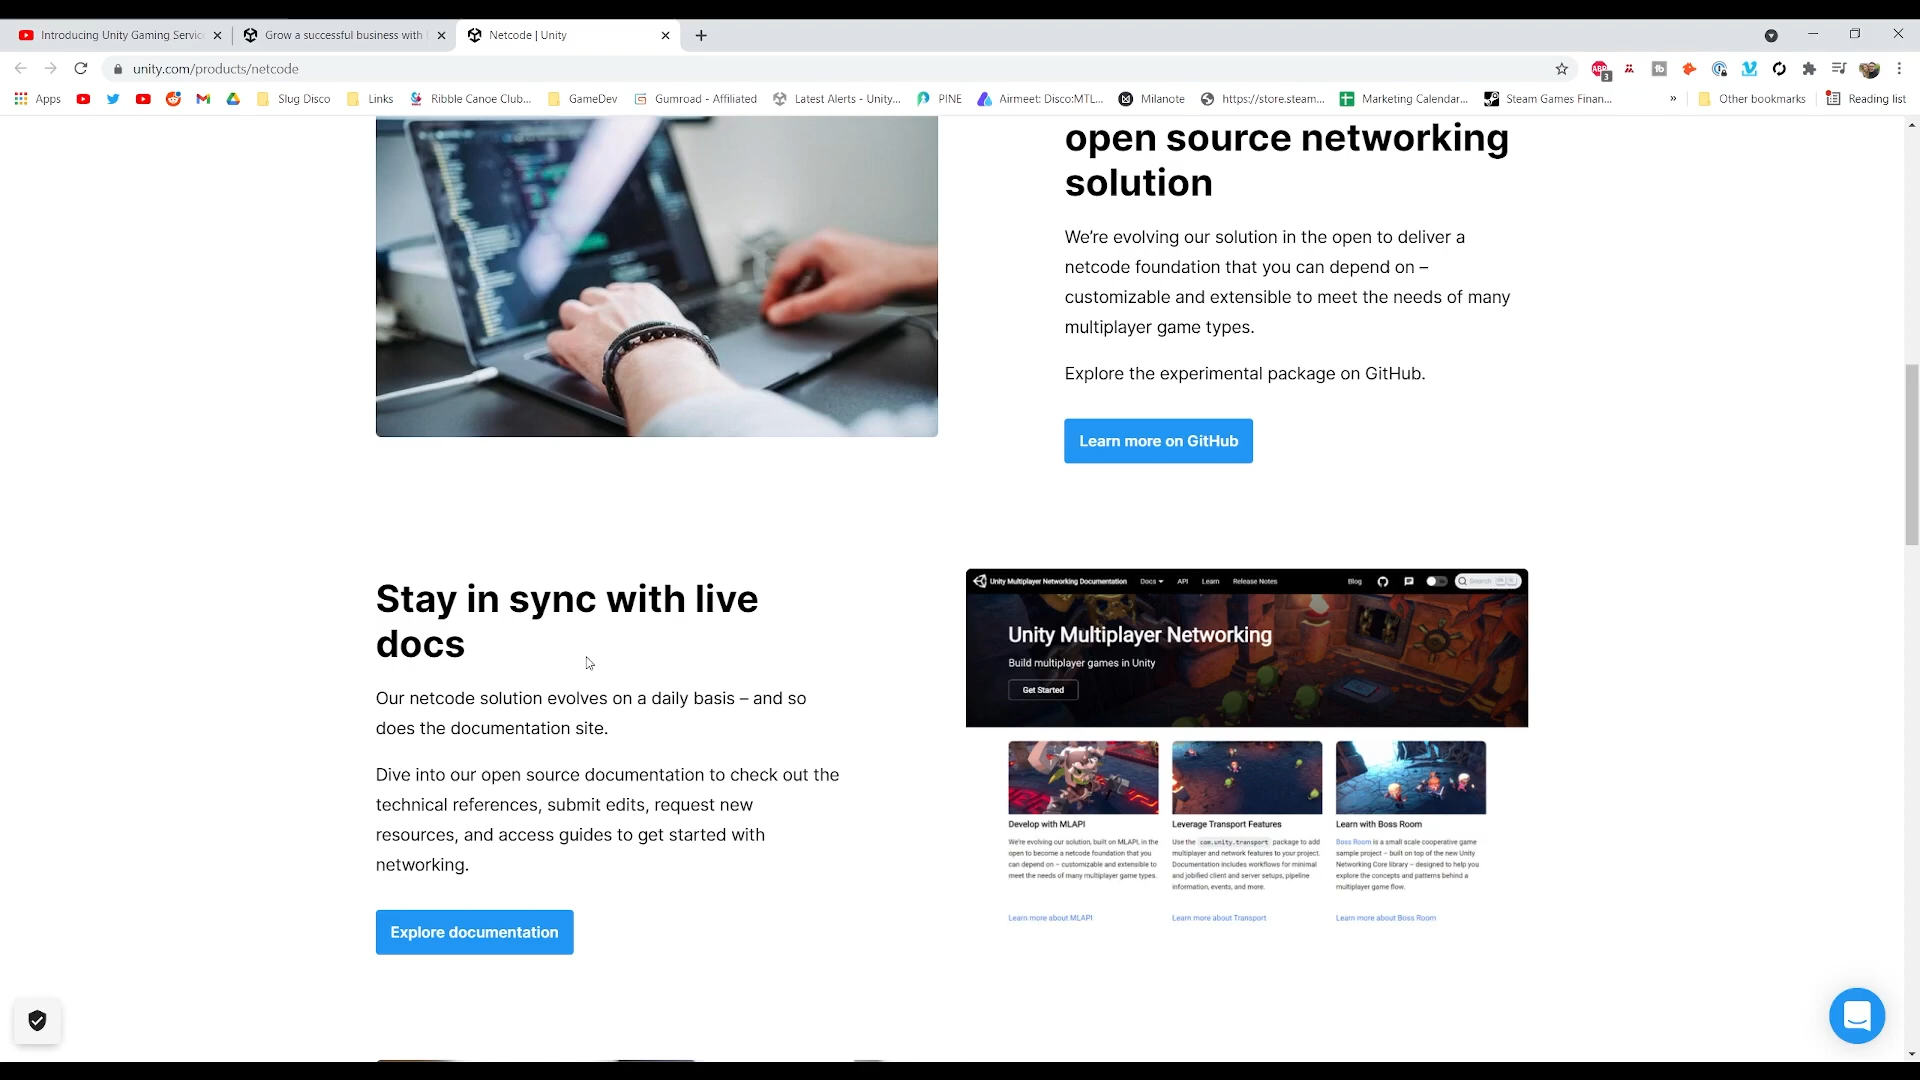 Introducing Unity Gaming Servic
Grow a successful business with
Netcode | Unity
unity.com/products/netcode
Apps
Slug Disco
Links
Ribble Canoe Club...
GameDev
Gumroad - Affiliated
Latest Alerts - Unity...
PINE
Airmeet: Disco:MTL...
Milanote
https://store.steam...
Marketing Calendar...
Steam Games Finan...
»
Other bookmarks
Reading list
open source networking
solution
We're evolving our solution in the open to deliver a
netcode foundation that you can depend on –
customizable and extensible to meet the needs of many
multiplayer game types.
Explore the experimental package on GitHub.
Learn more on GitHub
Stay in sync with live
docs
Our netcode solution evolves on a daily basis – and so
does the documentation site.
Dive into our open source documentation to check out the
technical references, submit edits, request new
resources, and access guides to get started with
networking.
Explore documentation
Unity Multiplayer Networking Documentation
Docs
API
Learn
Release Notes
Blog
Search
Unity Multiplayer Networking
Build multiplayer games in Unity
Get Started
Develop with MLAPI
We're evolving our solution, built on MLAPI, in the
open to become a netcode foundation that you
can depend on – customizable and extensible to
meet the needs of many multiplayer game types.
Learn more about MLAPI
Leverage Transport Features
Use the com.unity.transport package to add
multiplayer and network features to your project.
Documentation includes workflows for minimal
and jobified client and server setups, pipeline
information, events, and more.
Learn more about Transport
Learn with Boss Room
Boss Room is a small scale cooperative game
sample project – built on top of the new Unity
Networking Core library – designed to help you
explore the concepts and patterns behind a
multiplayer game flow.
Learn more about Boss Room